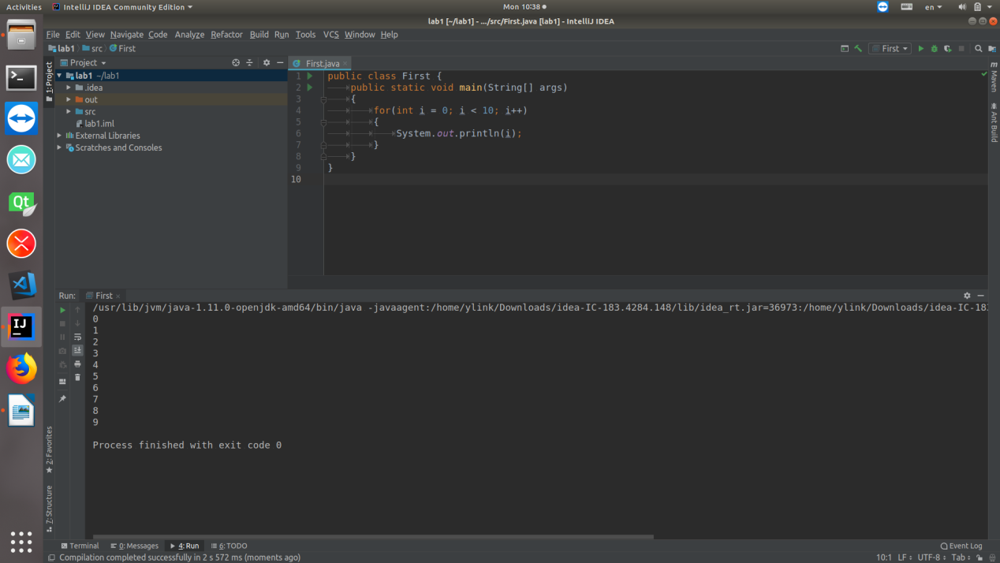 Activities IntelliJ IDEA Community Edition Mon 10:38 en
lab1 [~/lab1] - .../src/First.java [lab1] - IntelliJ IDEA
File Edit View Navigate Code Analyze Refactor Build Run Tools VCS Window Help
lab1 src First First
Project
First.java
1: Project
lab1 ~/lab1
.idea
out
src
lab1.iml
External Libraries
Scratches and Consoles
1 public class First {
2 public static void main(String[] args)
3 {
4 for(int i = 0; i < 10; i++)
5 {
6 System.out.println(i);
7 }
8 }
9 }
10
m Maven
Ant Build
Qt
IJ
Run: First
/usr/lib/jvm/java-1.11.0-openjdk-amd64/bin/java -javaagent:/home/ylink/Downloads/idea-IC-183.4284.148/lib/idea_rt.jar=36973:/home/ylink/Downloads/idea-IC-183.
0
1
2
3
4
5
6
7
8
9
Process finished with exit code 0
2: Favorites
7: Structure
Terminal 0: Messages 4: Run 6: TODO Event Log
Compilation completed successfully in 2 s 572 ms (moments ago) 10:1 LF UTF-8 Tab